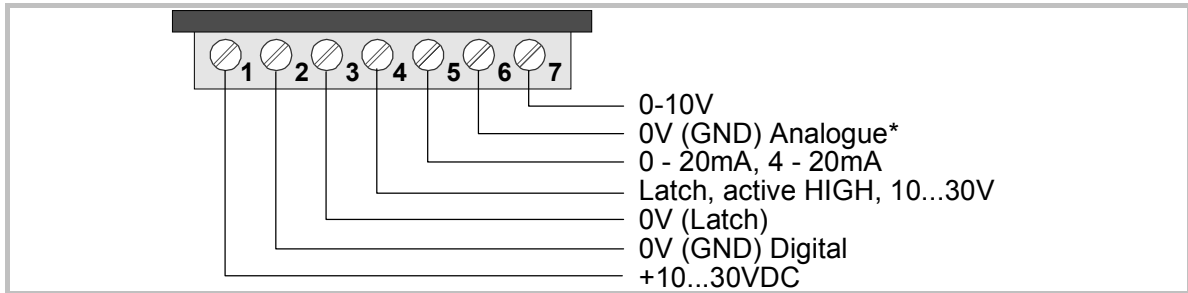 1 2 3 4 5 6 7
0-10V
0V (GND) Analogue*
0 - 20mA, 4 - 20mA
Latch, active HIGH, 10...30V
0V (Latch)
0V (GND) Digital
+10...30VDC